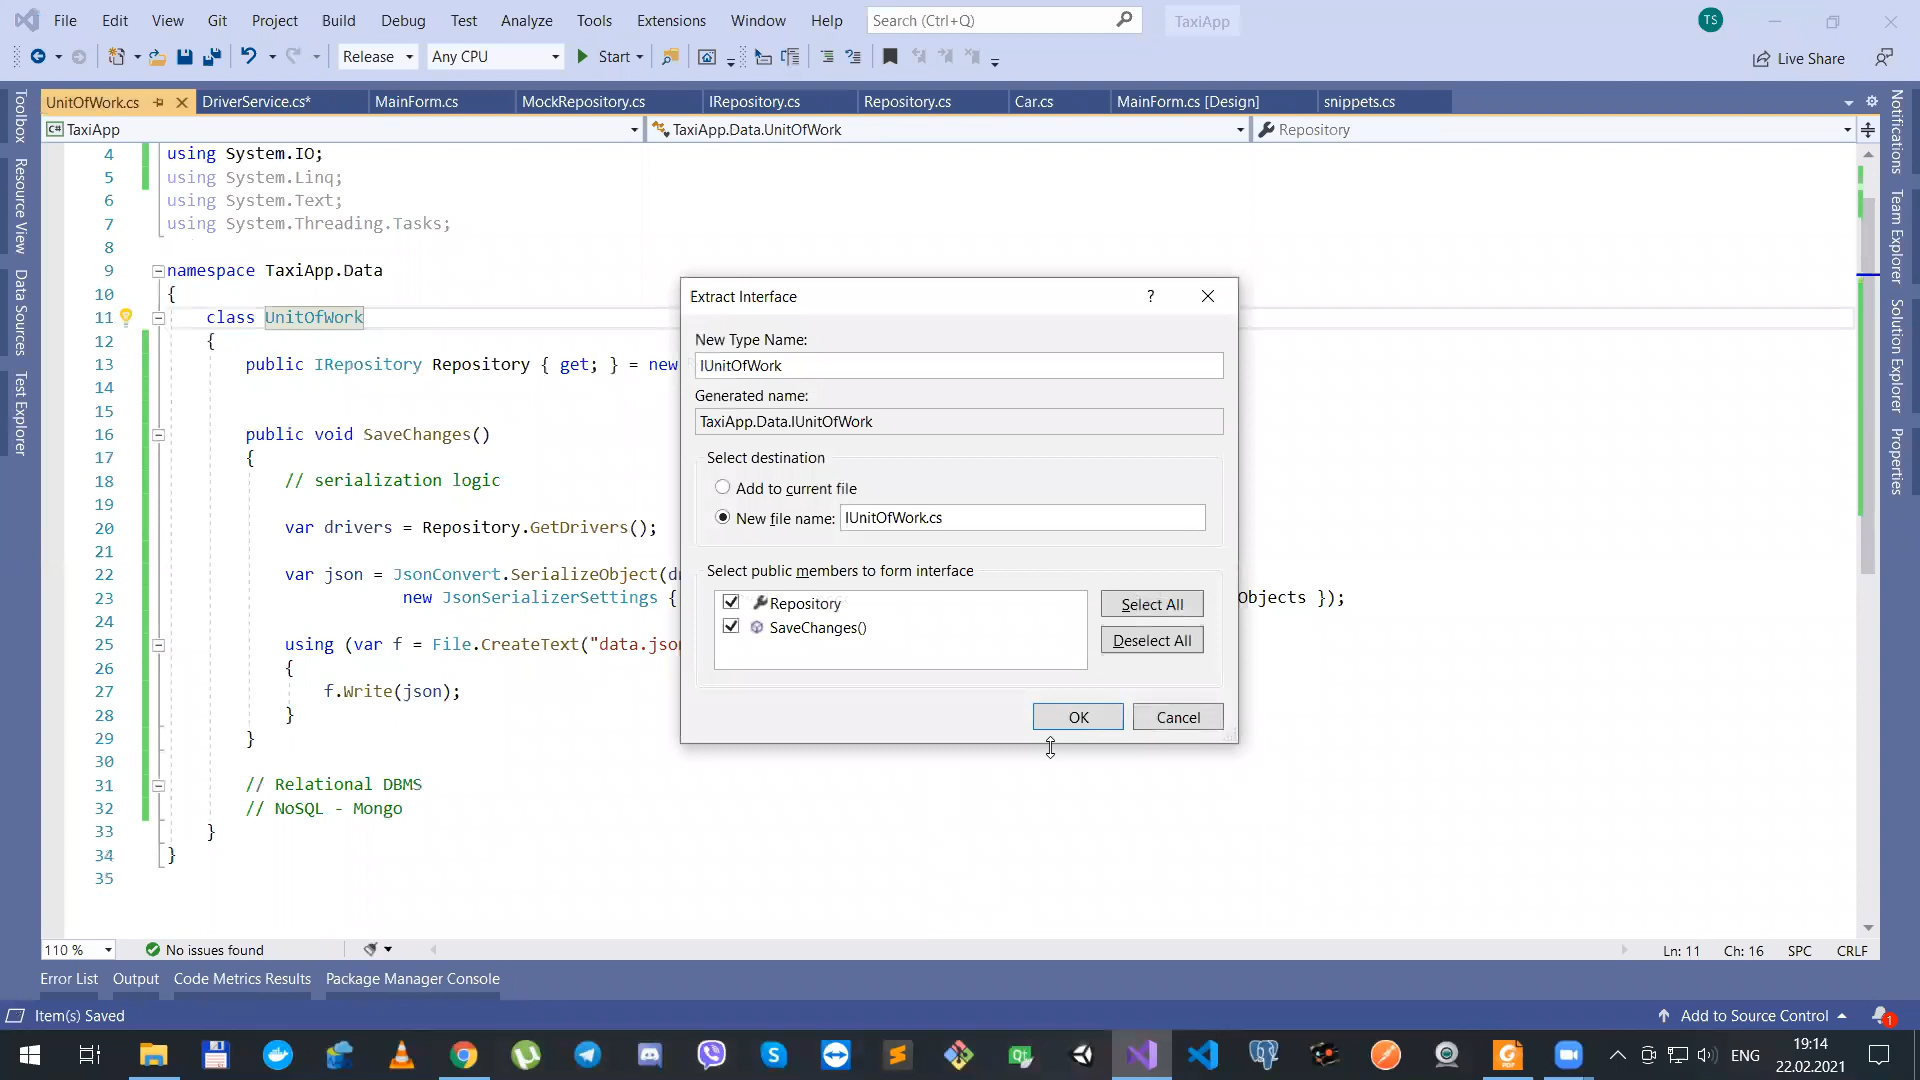 File Edit View Git Project Build Debug Test Analyze Tools Extensions Window Help Search (Ctrl+Q) TaxiApp TS
Release Any CPU Start Live Share
UnitOfWork.cs DriverService.cs* MainForm.cs MockRepository.cs IRepository.cs Repository.cs Car.cs MainForm.cs [Design] snippets.cs
C# TaxiApp TaxiApp.Data.UnitOfWork Repository
Toolbox
Resource View
Data Sources
Test Explorer
4 using System.IO;
5 using System.Linq;
6 using System.Text;
7 using System.Threading.Tasks;
8
9 namespace TaxiApp.Data
10 {
11 class UnitOfWork
12 {
13 public IRepository Repository { get; } = new
14
15
16 public void SaveChanges()
17 {
18 // serialization logic
19
20 var drivers = Repository.GetDrivers();
21
22 var json = JsonConvert.SerializeObject(
23 new JsonSerializerSettings { Objects });
24
25 using (var f = File.CreateText("data.jso
26 {
27 f.Write(json);
28 }
29 }
30
31 // Relational DBMS
32 // NoSQL - Mongo
33 }
34 }
35
Extract Interface ?
New Type Name:
IUnitOfWork
Generated name:
TaxiApp.Data.IUnitOfWork
Select destination
Add to current file
New file name: IUnitOfWork.cs
Select public members to form interface
Repository
SaveChanges()
Select All
Deselect All
OK Cancel
Notifications
Team Explorer
Solution Explorer
Properties
110 % No issues found Ln: 11 Ch: 16 SPC CRLF
Error List Output Code Metrics Results Package Manager Console
Item(s) Saved Add to Source Control 1
ENG 19:14
22.02.2021